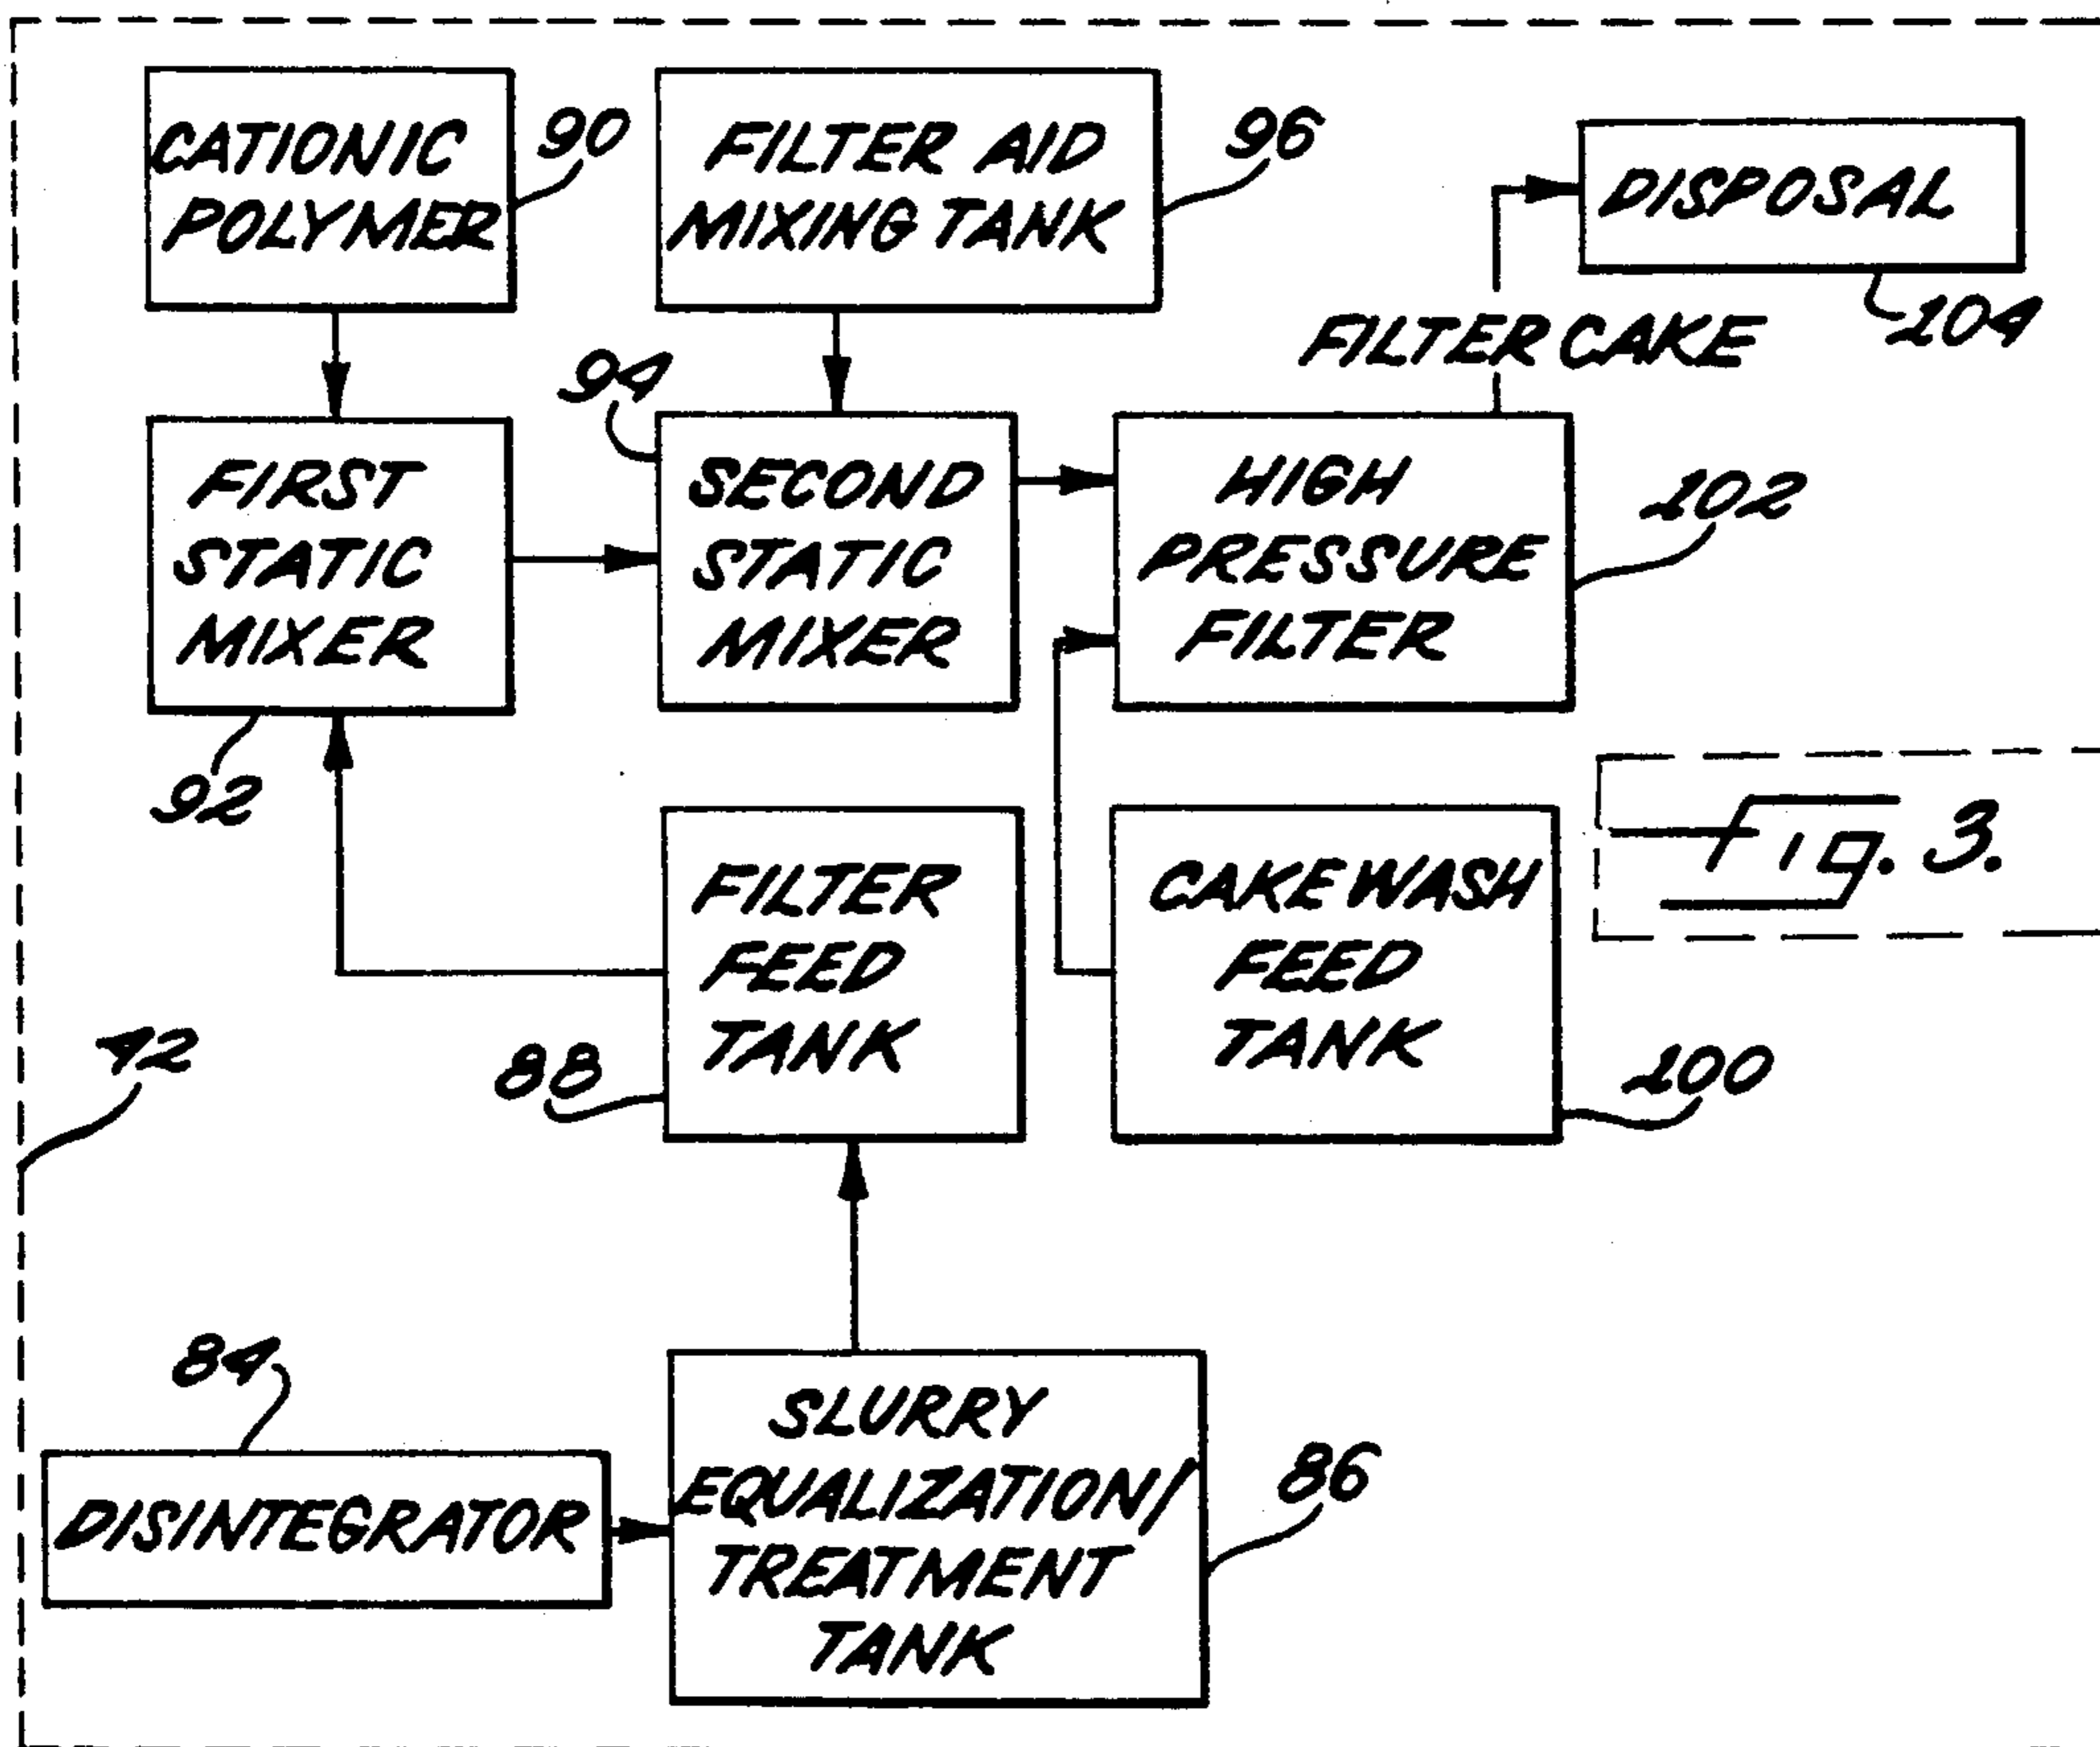 CATIONIC
POLYMER
90
FILTER AID
MIXING TANK
96
DISPOSAL
104
FILTER CAKE
94
FIRST
STATIC
MIXER
92
SECOND
STATIC
MIXER
HIGH
PRESSURE
FILTER
102
Fig. 3.
FILTER
FEED
TANK
88
CAKE WASH
FEED
TANK
100
42
84
DISINTEGRATOR
SLURRY
EQUALIZATION/
TREATMENT
TANK
86